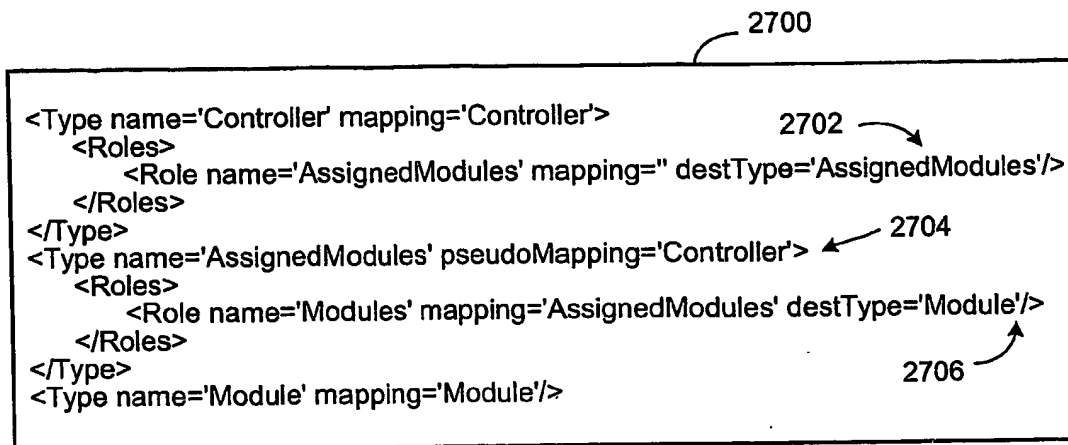 2700
<Type name='Controller' mapping='Controller'>
2702
<Roles>
<Role name='AssignedModules' mapping='' destType='AssignedModules'/>
</Roles>
</Type>
2704
<Type name='AssignedModules' pseudoMapping='Controller'>
<Roles>
<Role name='Modules' mapping='AssignedModules' destType='Module'/>
</Roles>
</Type>
2706
<Type name='Module' mapping='Module'/>